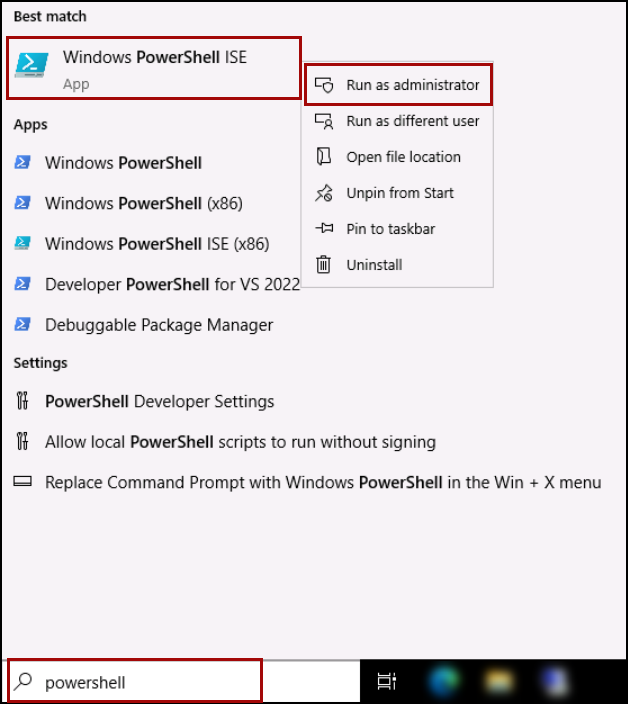 Best match
Windows PowerShell ISE
App
Run as administrator
Run as different user
Open file location
Unpin from Start
Pin to taskbar
Uninstall
Apps
Windows PowerShell
Windows PowerShell (x86)
Windows PowerShell ISE (x86)
Developer PowerShell for VS 2022
Debuggable Package Manager
Settings
PowerShell Developer Settings
Allow local PowerShell scripts to run without signing
Replace Command Prompt with Windows PowerShell in the Win + X menu
powershell